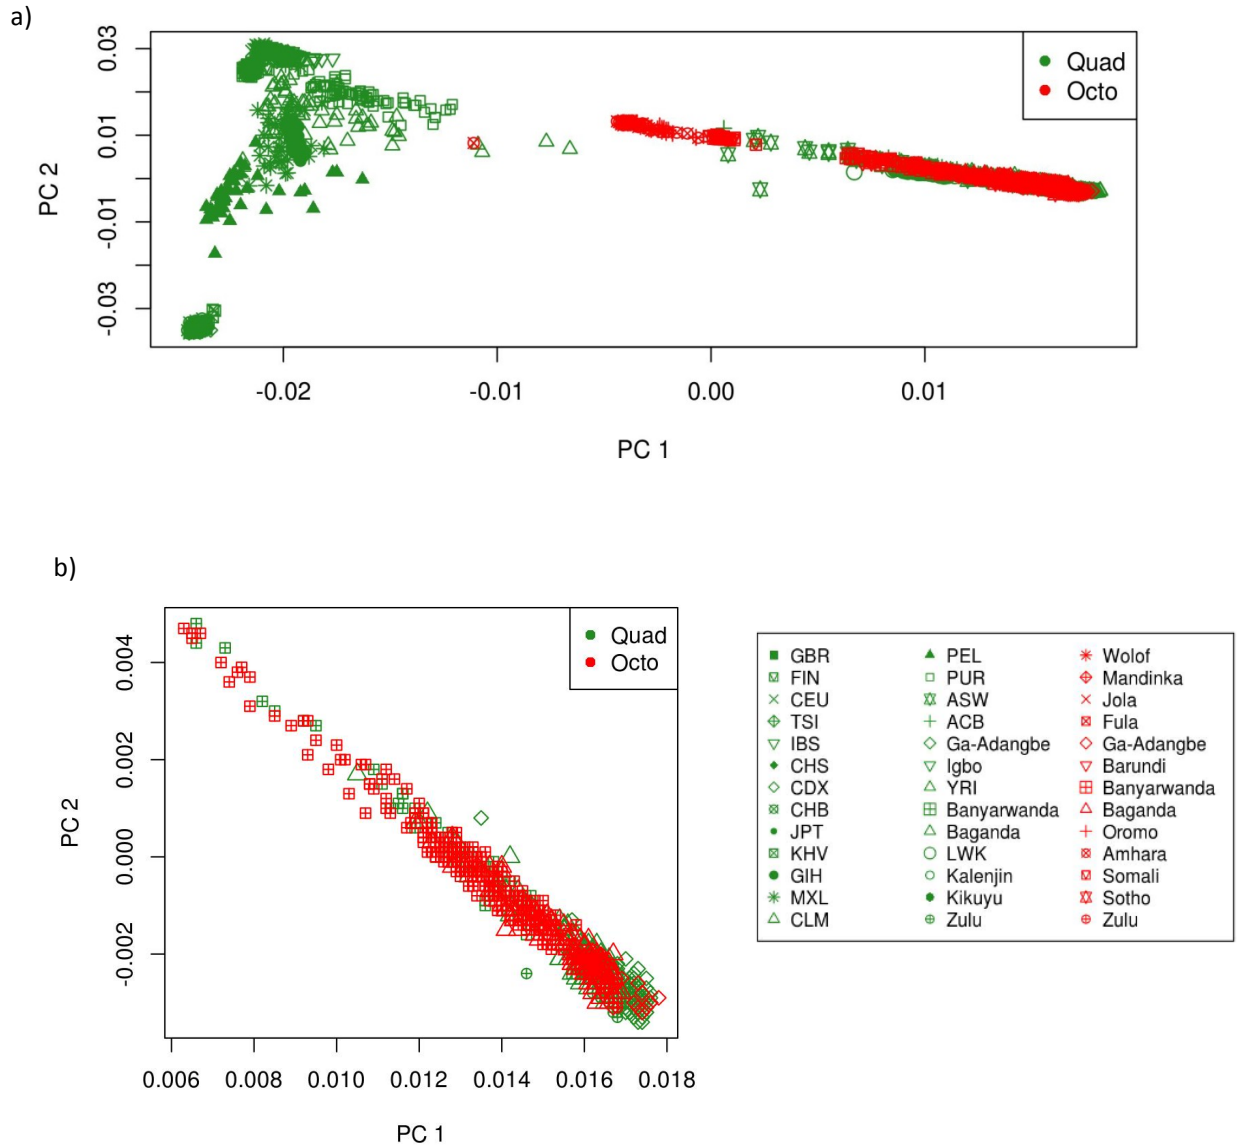 a)
0.03
0.01
-0.01
-0.03
PC 2
Quad
Octo
-0.02
-0.01
0.00
0.01
PC 1
b)
0.004
0.002
0.000
-0.002
PC 2
Quad
Octo
0.006
0.008
0.010
0.012
0.014
0.016
0.018
PC 1
GBR PEL Wolof
FIN PUR Mandinka
CEU ASW Jola
TSI ACB Fula
IBS Ga-Adangbe Ga-Adangbe
CHS Igbo Barundi
CDX YRI Banyarwanda
CHB Banyarwanda Baganda
JPT Baganda Oromo
KHV LWK Amhara
GIH Kalenjin Somali
MXL Kikuyu Sotho
CLM Zulu Zulu